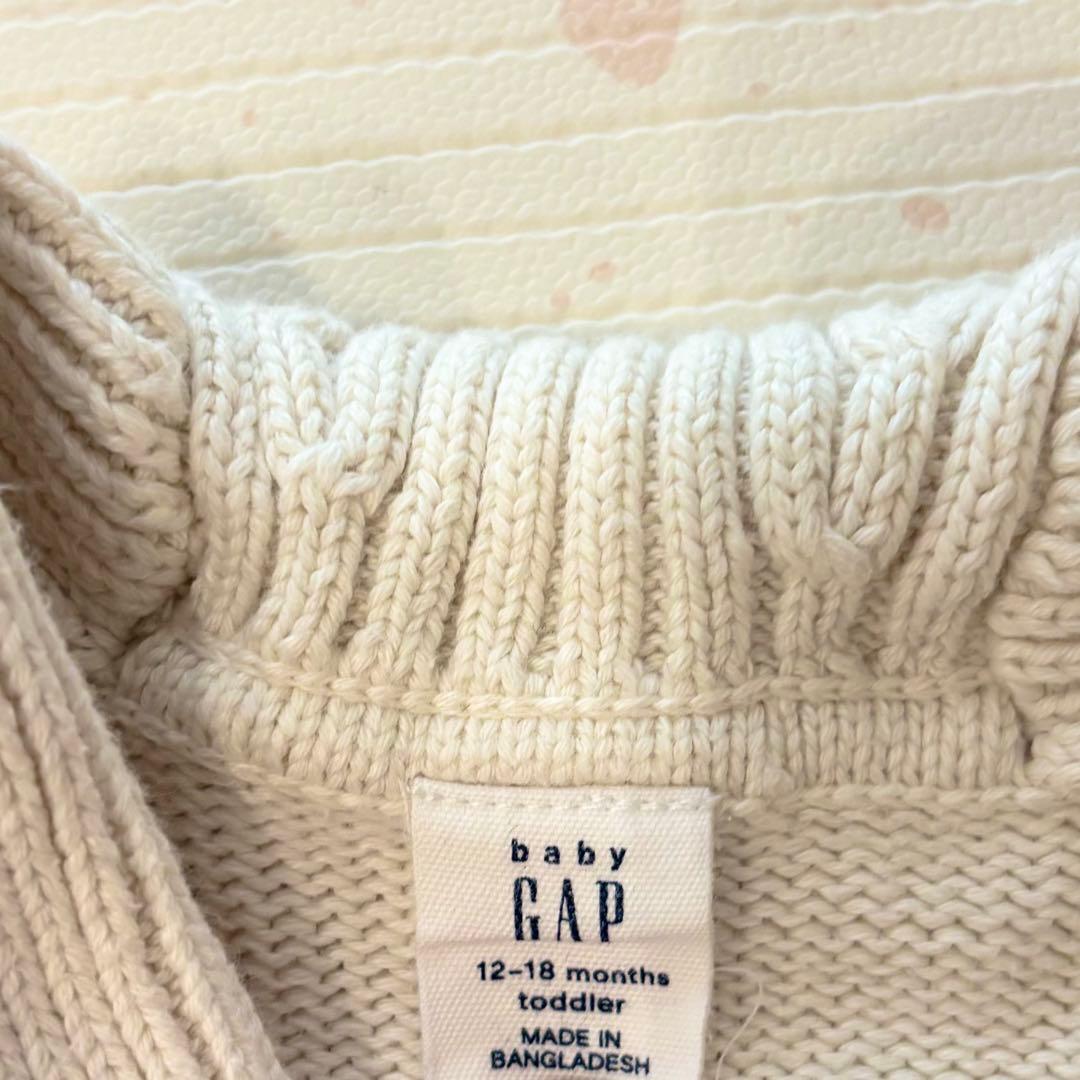 baby
GAP
12-18 months
toddler
MADE IN
BANGLADESH